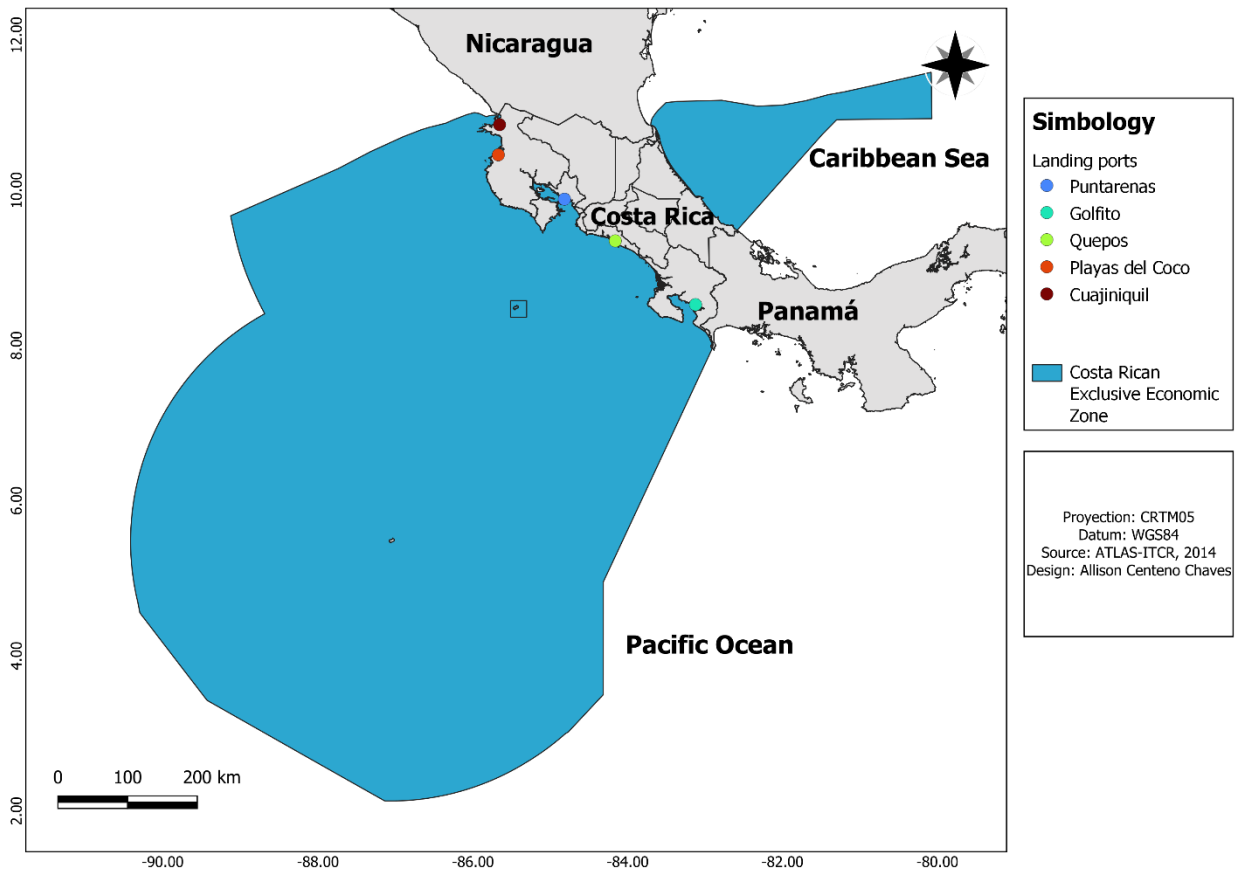 12.00
10.00
8.00
6.00
4.00
2.00
Nicaragua
Caribbean Sea
Costa Rica
Panamá
Pacific Ocean
0 100 200 km
-90.00 -88.00 -86.00 -84.00 -82.00 -80.00
Simbology
Landing ports
Puntarenas
Golfito
Quepos
Playas del Coco
Cuajiniquil
Costa Rican
Exclusive Economic
Zone
Proyection: CRTM05
Datum: WGS84
Source: ATLAS-ITCR, 2014
Design: Allison Centeno Chaves